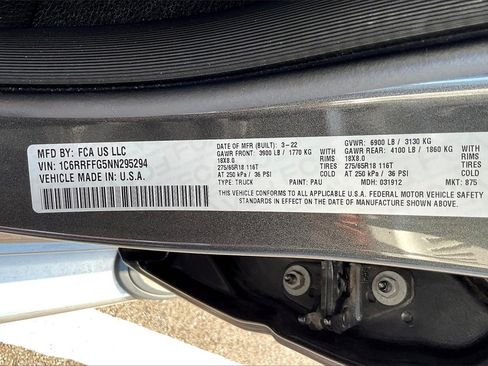 MFD BY: FCA US LLC
VIN: 1C6RRFFG5NN295294
VEHICLE MADE IN: U.S.A.
DATE OF MFR (BUILT): 3-22 GVWR: 6900 LB / 3130 KG
GAWR FRONT: 3900 LB / 1770 KG WITH GAWR REAR: 4100 LB / 1860 KG WITH
18X8.0 RIMS 18X8.0 RIMS
275/65R18 116T TIRES 275/65R18 116T TIRES
AT 250 kPa / 36 PSI COLD AT 250 kPa / 36 PSI COLD
TYPE: TRUCK PAINT: PAU MDH: 031912 MKT: 875
THIS VEHICLE CONFORMS TO ALL APPLICABLE U.S.A. FEDERAL MOTOR VEHICLE SAFETY
STANDARDS IN EFFECT ON THE DATE OF MANUFACTURE SHOWN ABOVE.